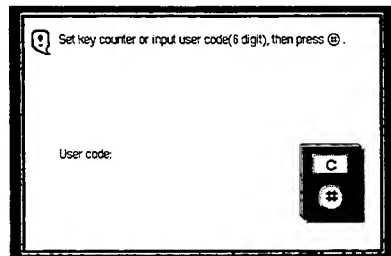 Set key counter or input user code(6 digit), then press ⊕.
User code:
C
#